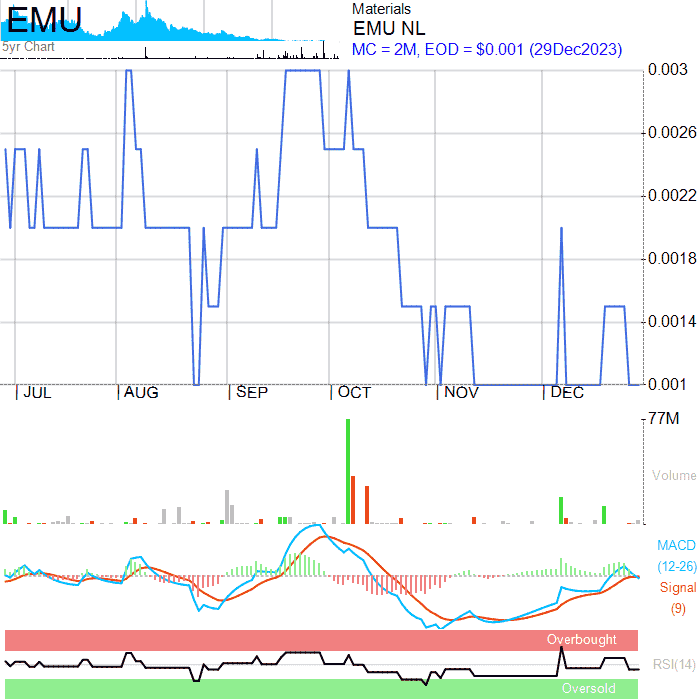 EMU
5yr Chart
Materials
EMU NL
MC = 2M, EOD = $0.001 (29Dec2023)
0.003
0.0026
0.0022
0.0018
0.0014
0.001
JUL
AUG
SEP
OCT
NOV
DEC
77M
Volume
MACD
(12-26)
Signal
(9)
Overbought
RSI(14)
Oversold